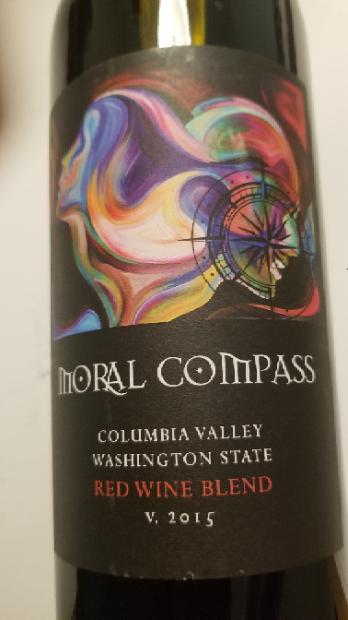 MORAL COMPASS
COLUMBIA VALLEY
WASHINGTON STATE
RED WINE BLEND
V. 2015